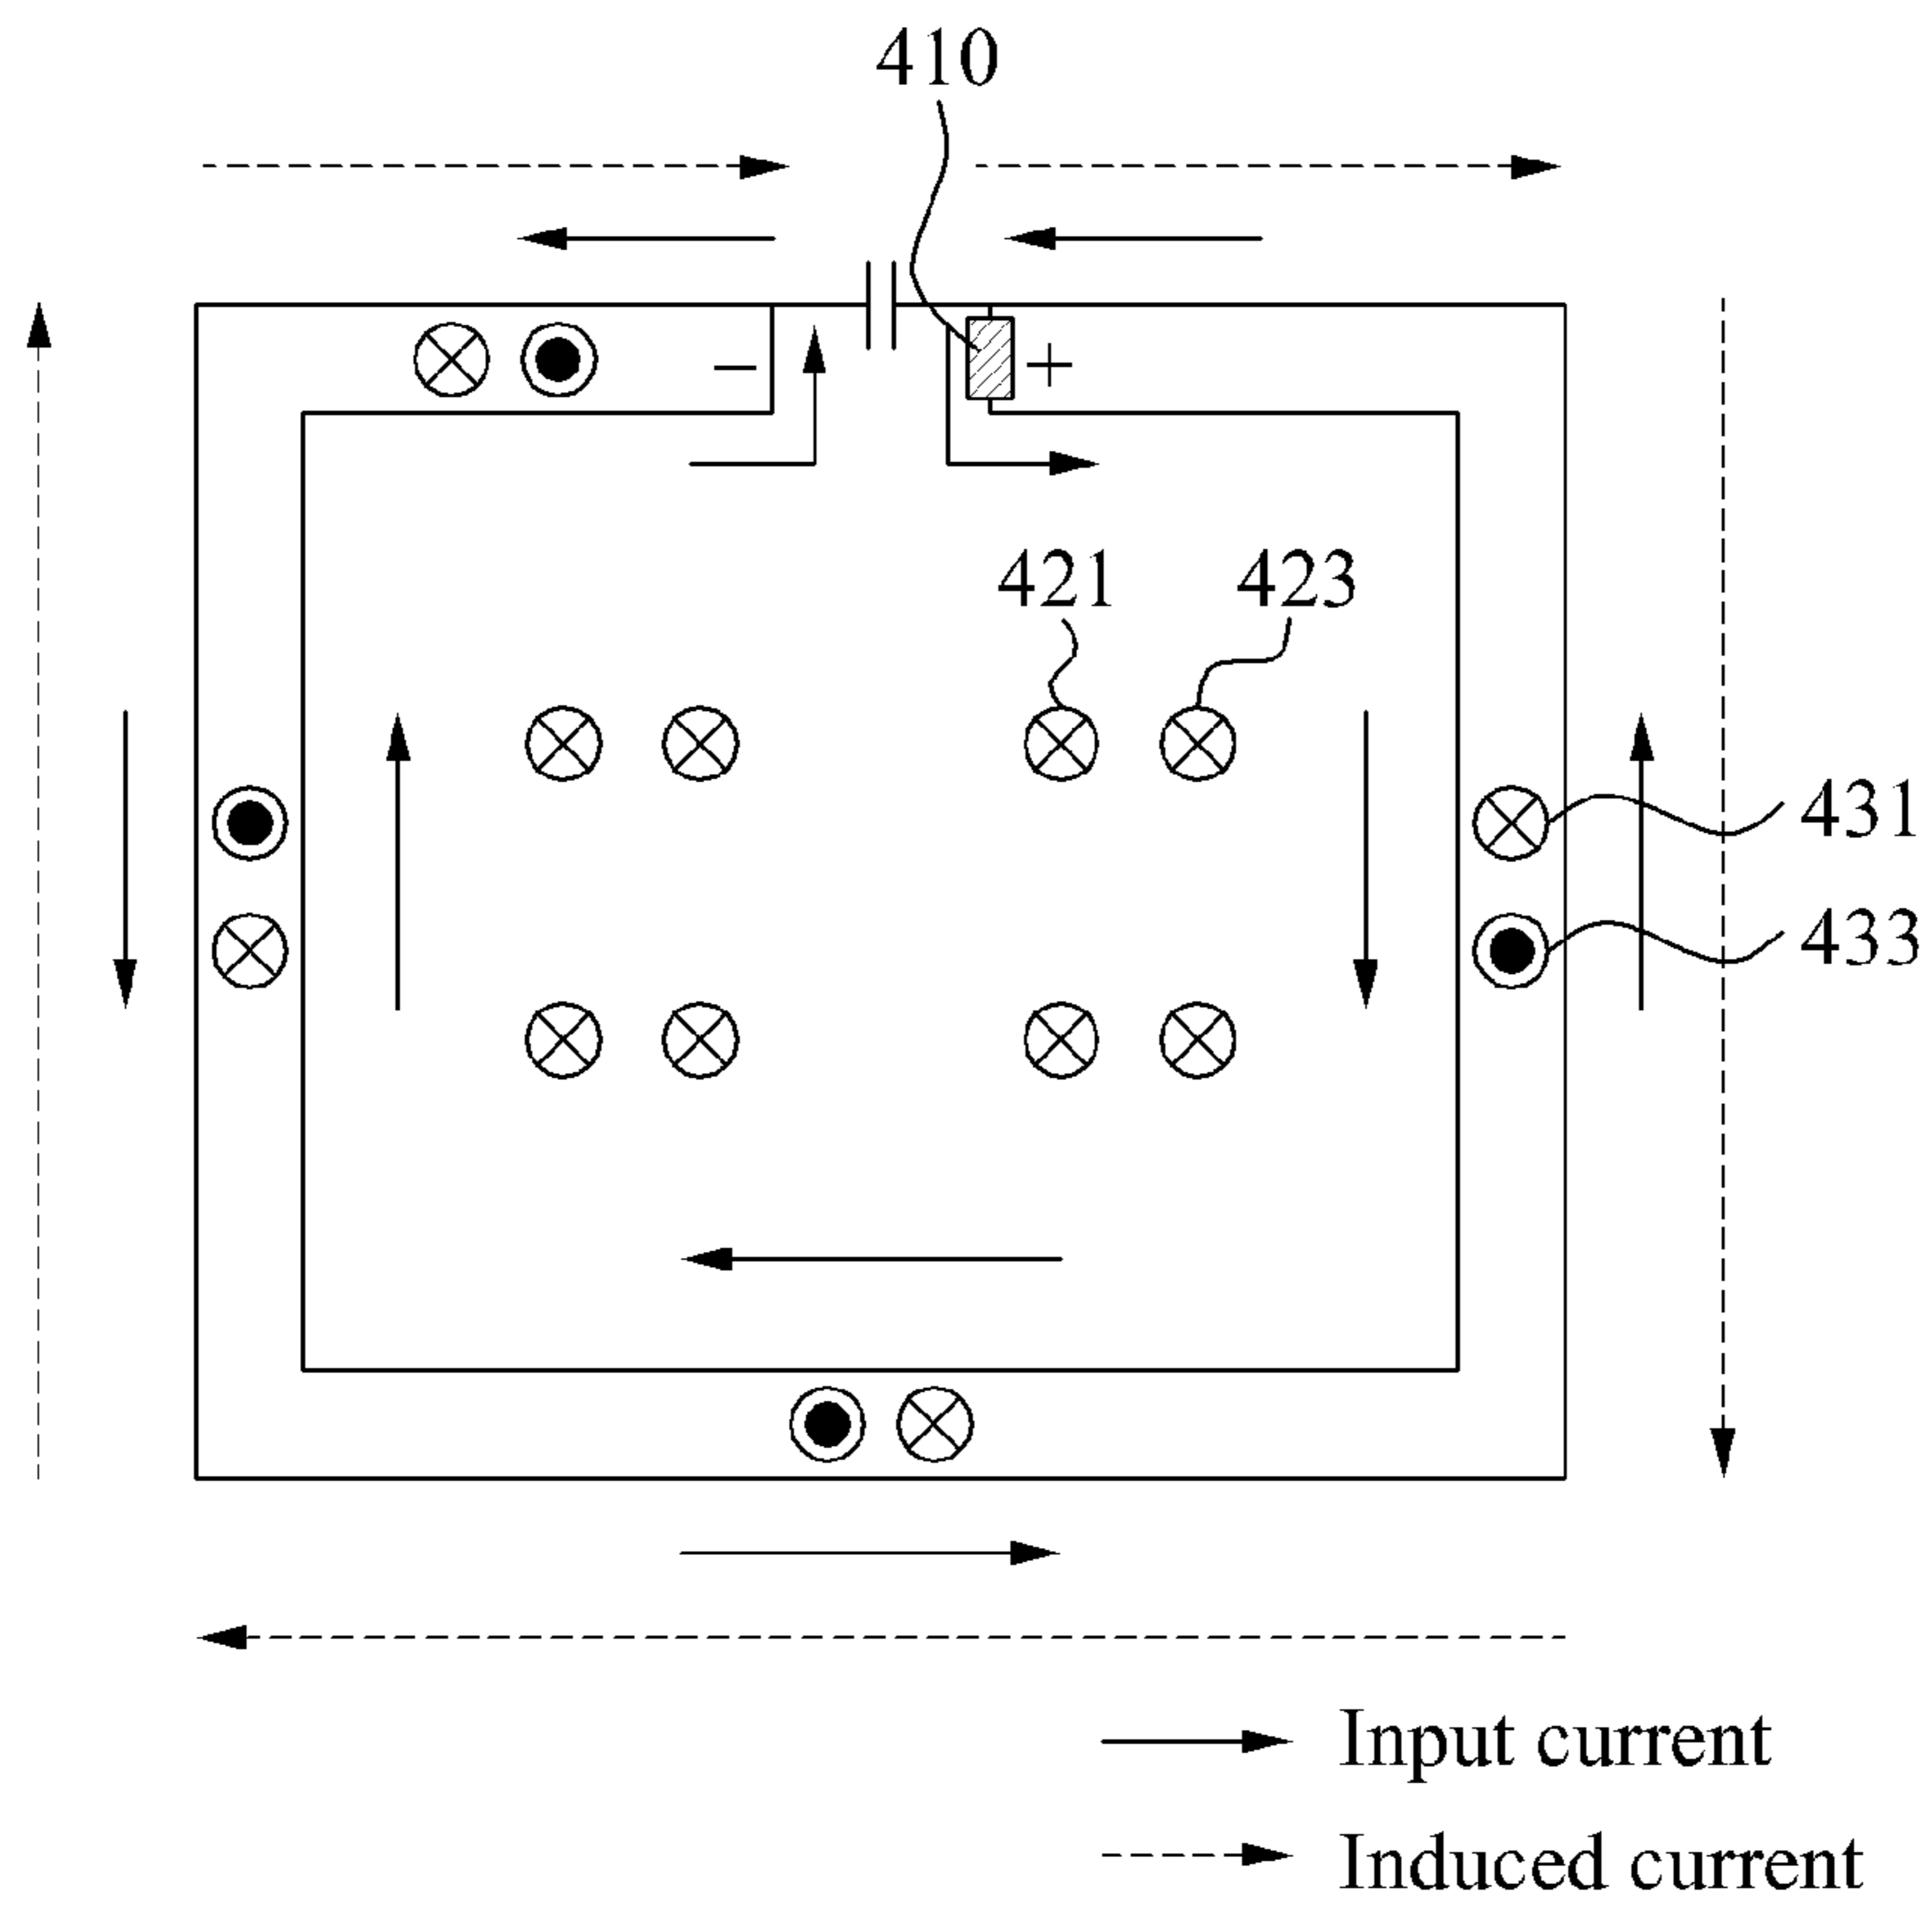 410
− +
421 423
431
433
Input current
Induced current